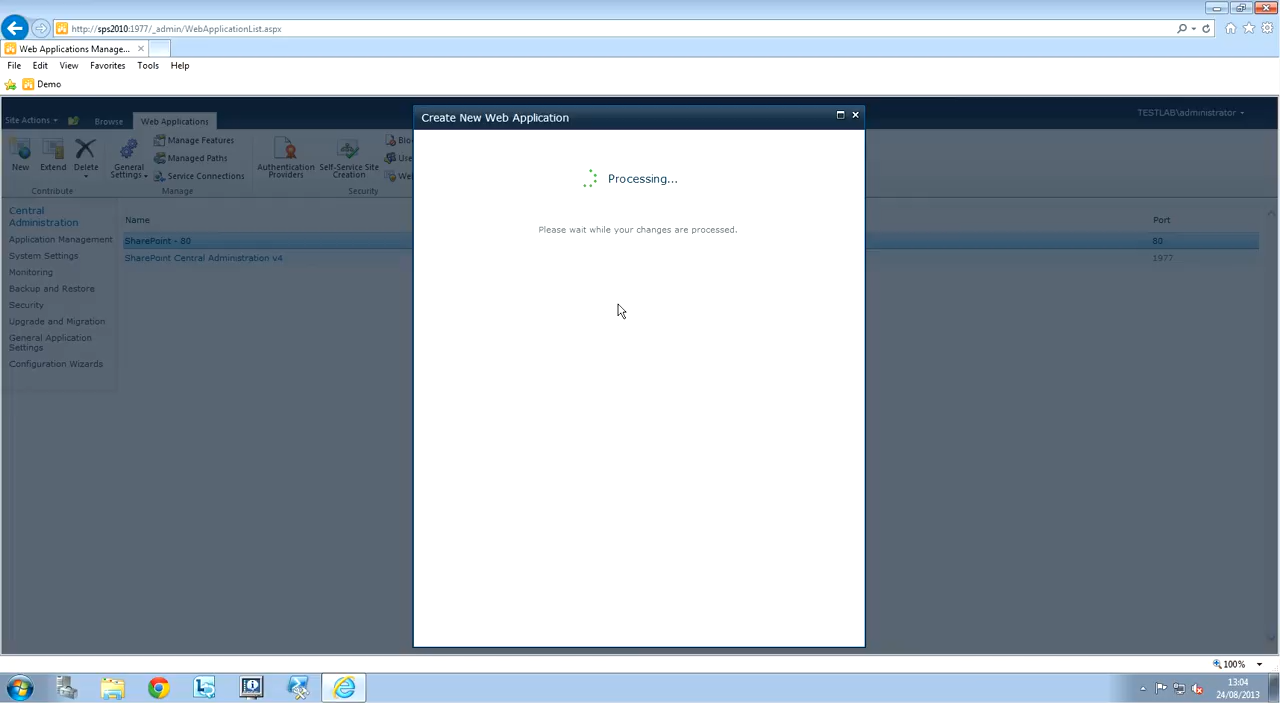 http://sps2010:1977/_admin/WebApplicationList.aspx
Web Applications Manage...
File Edit View Favorites Tools Help
Demo
Site Actions Browse Web Applications
TESTLAB\administrator
Create New Web Application
New
Extend
Delete
General Settings
Manage Features
Manage Paths
Service Connections
Authentication Providers
Self-Service Site Creation
Blo
Use
We
Contribute
Manage
Security
Processing...
Please wait while your changes are processed.
Central Administration
Application Management
System Settings
Monitoring
Backup and Restore
Security
Upgrade and Migration
General Application Settings
Configuration Wizards
Name Port
SharePoint - 80 80
SharePoint Central Administration v4 1977
100%
13:04
24/08/2013